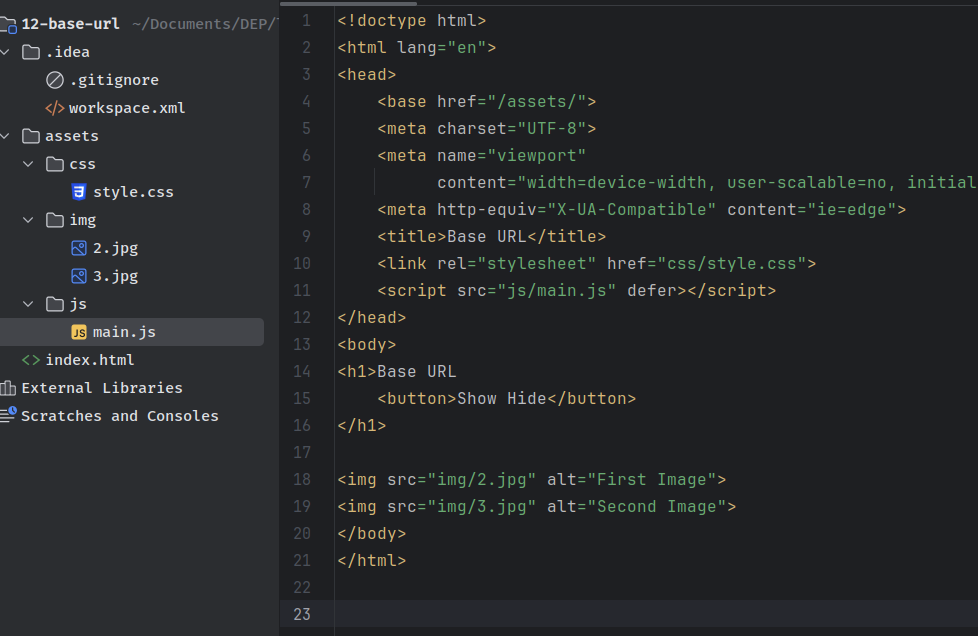 12-base-url ~/Documents/DEP/
.idea
.gitignore
</> workspace.xml
assets
css
style.css
img
2.jpg
3.jpg
js
JS main.js
<> index.html
External Libraries
Scratches and Consoles
1 <!doctype html>
2 <html lang="en">
3 <head>
4     <base href="/assets/">
5     <meta charset="UTF-8">
6     <meta name="viewport"
7           content="width=device-width, user-scalable=no, initial
8     <meta http-equiv="X-UA-Compatible" content="ie=edge">
9     <title>Base URL</title>
10     <link rel="stylesheet" href="css/style.css">
11     <script src="js/main.js" defer></script>
12 </head>
13 <body>
14 <h1>Base URL
15     <button>Show Hide</button>
16 </h1>
17
18 <img src="img/2.jpg" alt="First Image">
19 <img src="img/3.jpg" alt="Second Image">
20 </body>
21 </html>
22
23